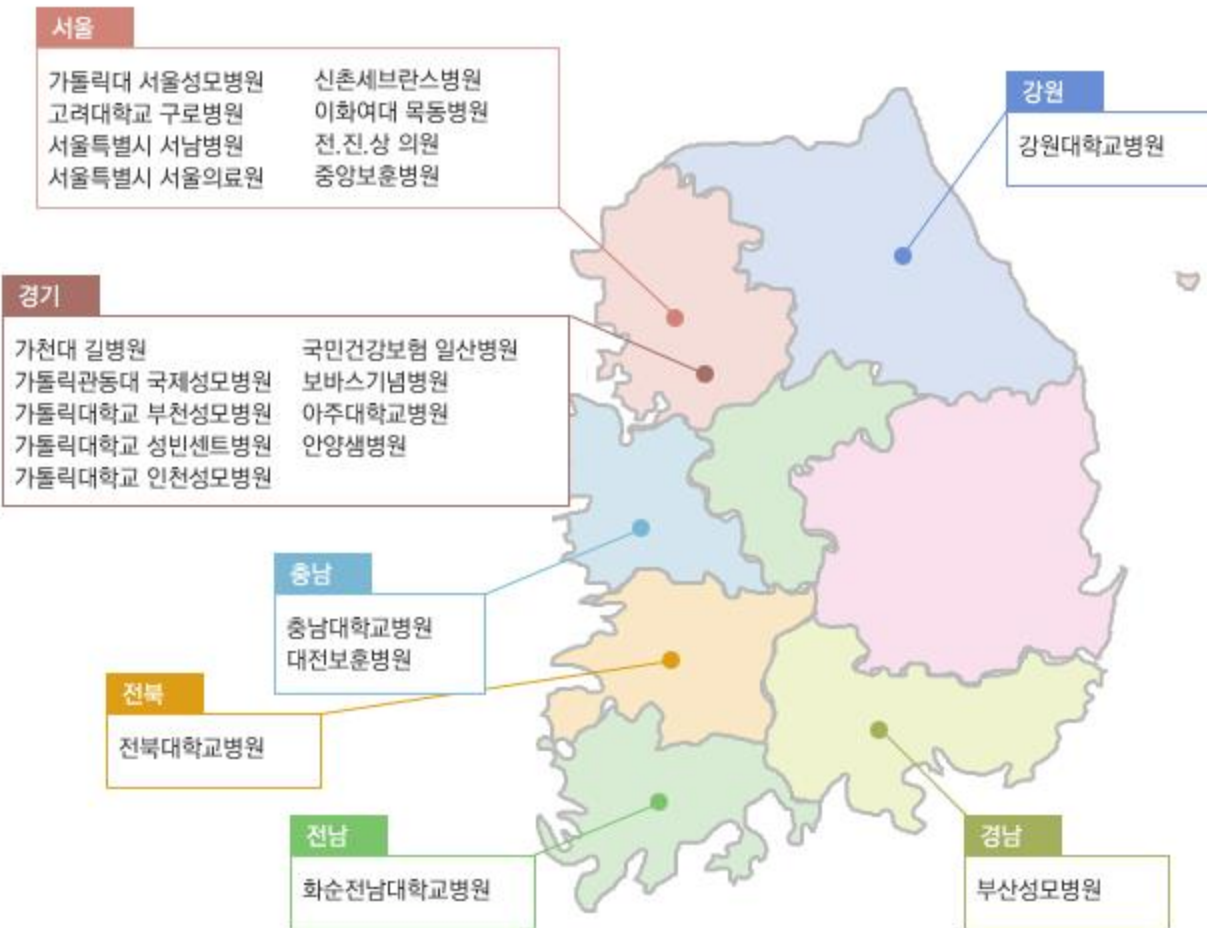 서울
가톨릭대 서울성모병원
고려대학교 구로병원
서울특별시 서남병원
서울특별시 서울의료원
신촌세브란스병원
이화여대 목동병원
전.진.상 의원
중앙보훈병원
강원
강원대학교병원
경기
가천대 길병원
가톨릭관동대 국제성모병원
가톨릭대학교 부천성모병원
가톨릭대학교 성빈센트병원
가톨릭대학교 인천성모병원
국민건강보험 일산병원
보바스기념병원
아주대학교병원
안양샘병원
충남
충남대학교병원
대전보훈병원
전북
전북대학교병원
전남
화순전남대학교병원
경남
부산성모병원